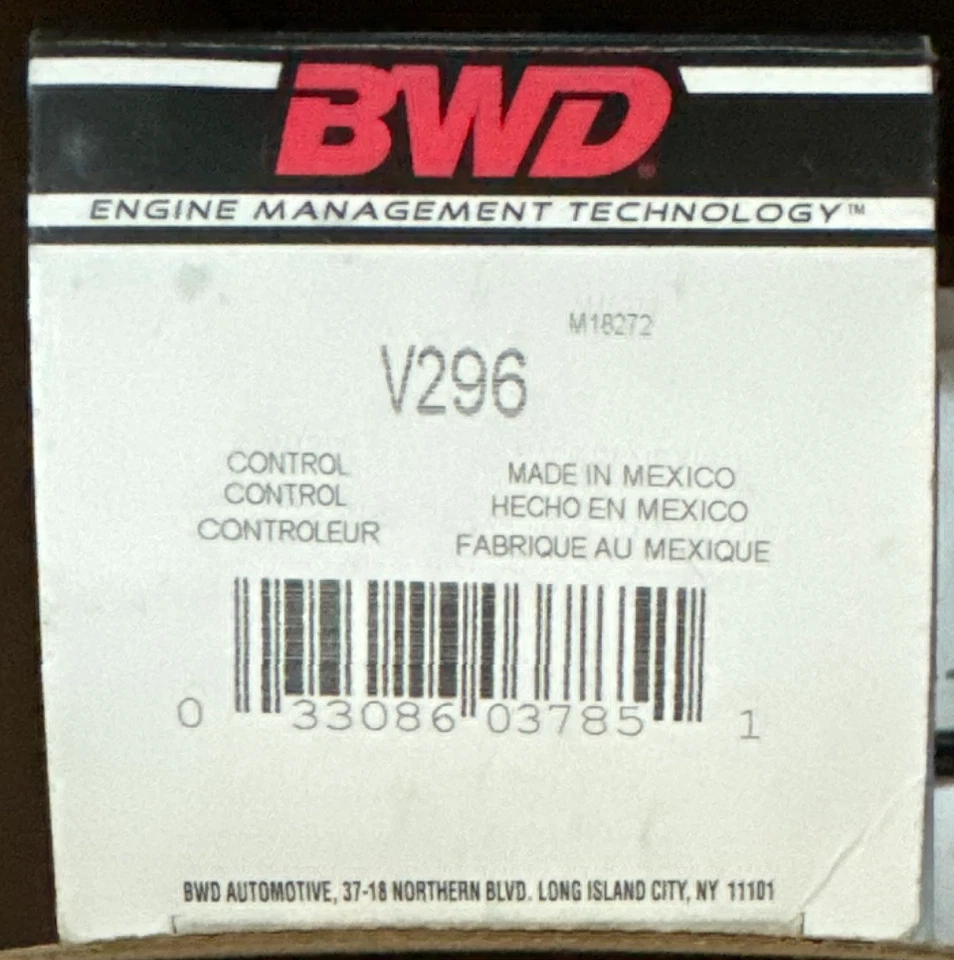 BWD®
ENGINE MANAGEMENT TECHNOLOGY™
M18272
V296
CONTROL
CONTROL
CONTROLEUR
MADE IN MEXICO
HECHO EN MEXICO
FABRIQUE AU MEXIQUE
0 33086 03785 1
BWD AUTOMOTIVE, 37-18 NORTHERN BLVD. LONG ISLAND CITY, NY 11101